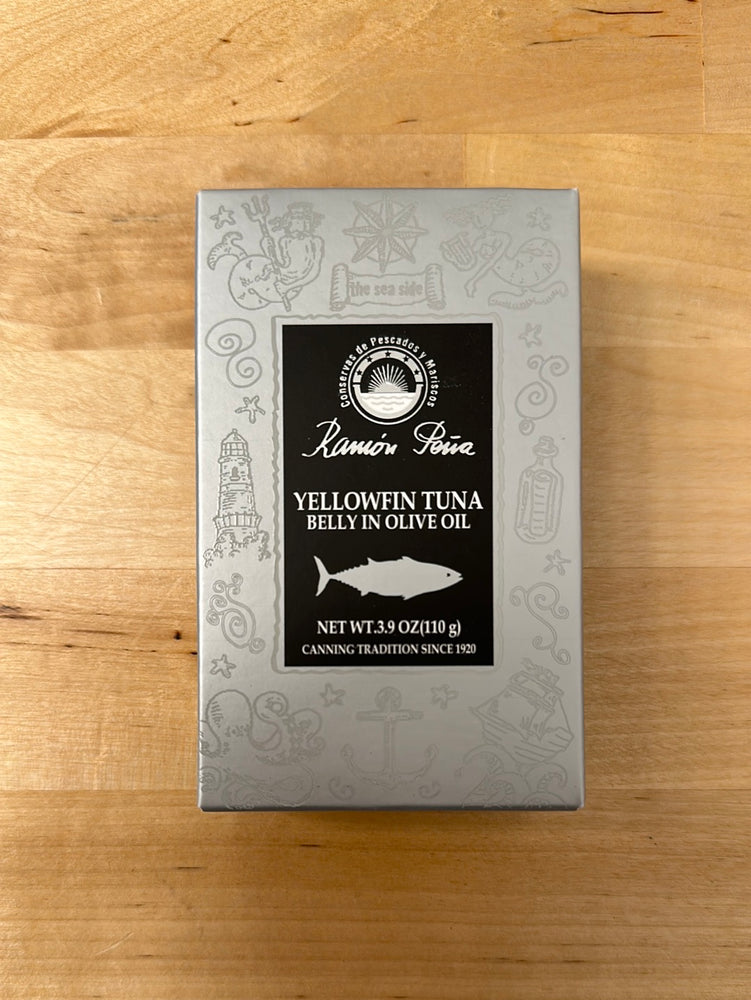 the sea side
Conservas de Pescados y Mariscos
Ramón Peña
YELLOWFIN TUNA
BELLY IN OLIVE OIL
NET WT.3.9 OZ(110 g)
CANNING TRADITION SINCE 1920